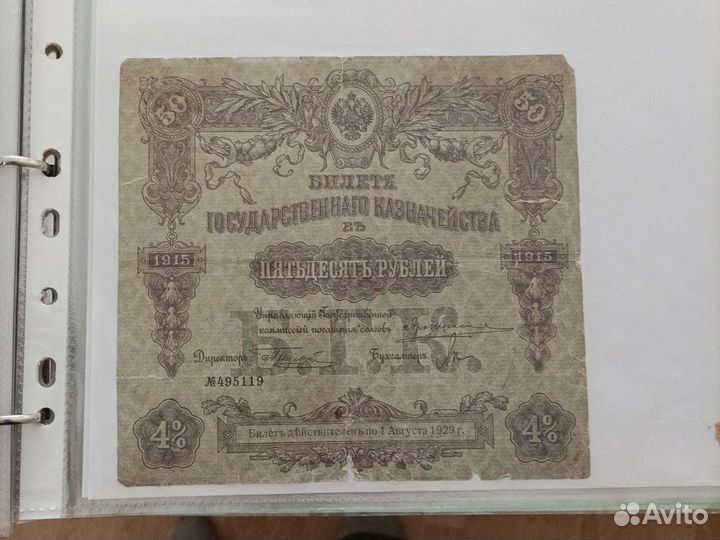 50 50
БИЛЕТЪ
ГОСУДАРСТВЕННАГО КАЗНАЧЕЙСТВА
ВЪ
1915 1915
ПЯТЬДЕСЯТЪ РУБЛЕЙ
Управляющій Государственной
коммиссіей погашенія долговъ
Б.Г.К.
Директоръ Бухгалтеръ
№495119
4% 4%
Билетъ дѣйствителенъ по 1 Августа 1929 г.
Avito